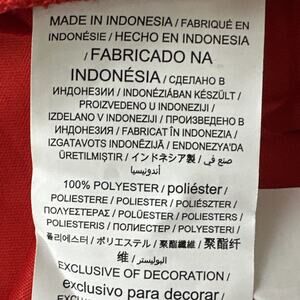 MADE IN INDONESIA / FABRIQUÉ EN
INDONÉSIE / HECHO EN INDONESIA
/ FABRICADO NA
INDONÉSIA / СДЕЛАНО В
ИНДОНЕЗИИ / INDONÉZIÁBAN KÉSZÜLT /
PROIZVEDENO U INDONEZIJI /
IZDELANO V INDONEZIJI / ПРОИЗВЕДЕНО В
ИНДОНЕЗИЯ / FABRICAT ÎN INDONEZIA /
IZGATAVOTS INDONĒZIJĀ / ENDONEZYA'DA
ÜRETILMIŞTIR / インドネシア製 / صنع في
أندونيسيا
100% POLYESTER / poliéster /
POLIESTERE / POLIÉSTER / POLIÉSZTER /
ПОЛУЕСТЕРАΣ / POLÜESTER / POLIESTERS /
POLIESTERIS / ПОЛИЕСТЕР / POLYESTERI /
폴리에스터 / ポリエステル / 聚酯纖維 / 聚酯纤
维 / البوليستر /
EXCLUSIVE OF DECORATION /
exclusivo para decorar /